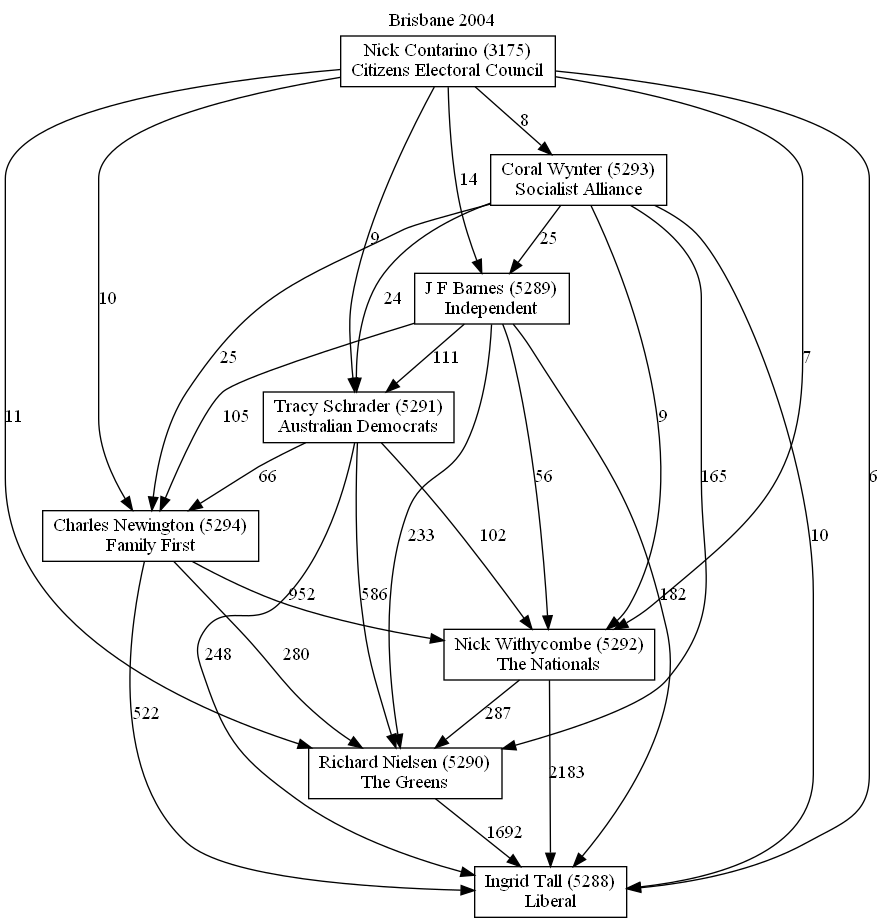 Brisbane 2004
Nick Contarino (3175)
Citizens Electoral Council
8
Coral Wynter (5293)
Socialist Alliance
14
9
25
10
24
J F Barnes (5289)
Independent
25
111
7
105
Tracy Schrader (5291)
Australian Democrats
9
11
66
56
165
6
Charles Newington (5294)
Family First
233
102
10
952
586
182
Nick Withycombe (5292)
The Nationals
248
280
522
287
Richard Nielsen (5290)
The Greens
2183
1692
Ingrid Tall (5288)
Liberal